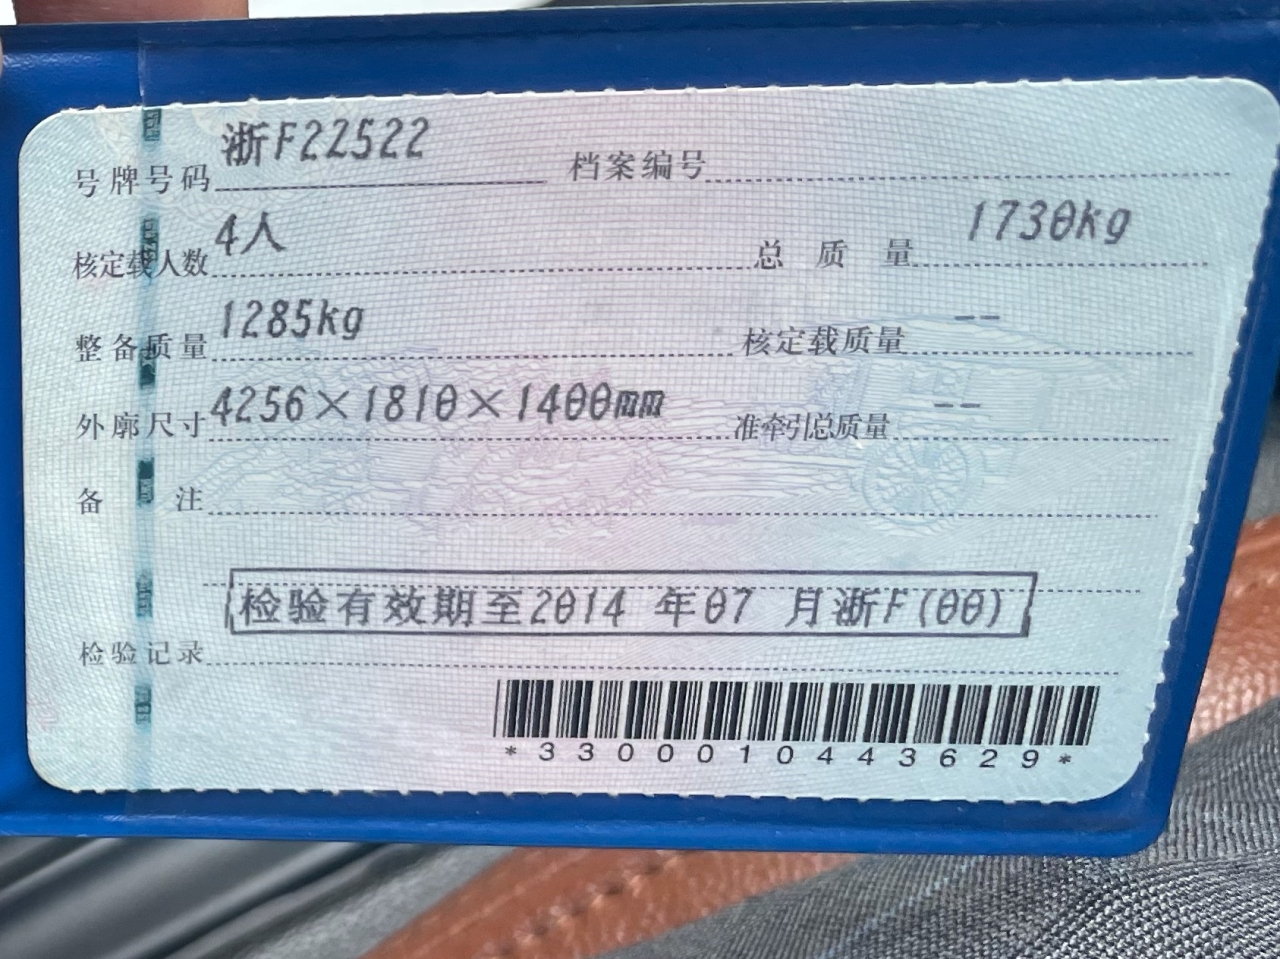 号牌号码 浙F22522 档案编号
核定载人数 4人 总质量 1730kg
整备质量 1285kg 核定载质量 --
外廓尺寸 4256×1810×1400mm 准牵引总质量 --
备注
检验有效期至2014 年07 月浙F(00)
检验记录
*3300010443629*